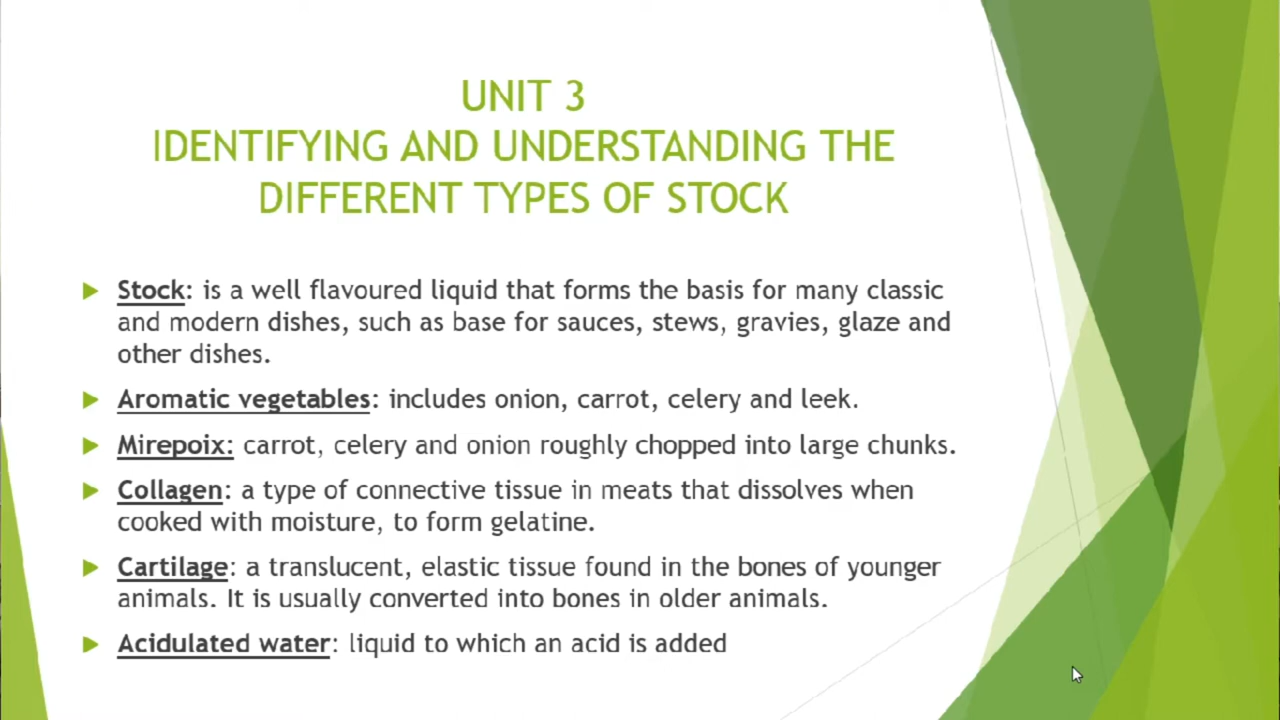 UNIT 3
IDENTIFYING AND UNDERSTANDING THE
DIFFERENT TYPES OF STOCK
Stock: is a well flavoured liquid that forms the basis for many classic
and modern dishes, such as base for sauces, stews, gravies, glaze and
other dishes.
Aromatic vegetables: includes onion, carrot, celery and leek.
Mirepoix: carrot, celery and onion roughly chopped into large chunks.
Collagen: a type of connective tissue in meats that dissolves when
cooked with moisture, to form gelatine.
Cartilage: a translucent, elastic tissue found in the bones of younger
animals. It is usually converted into bones in older animals.
Acidulated water: liquid to which an acid is added